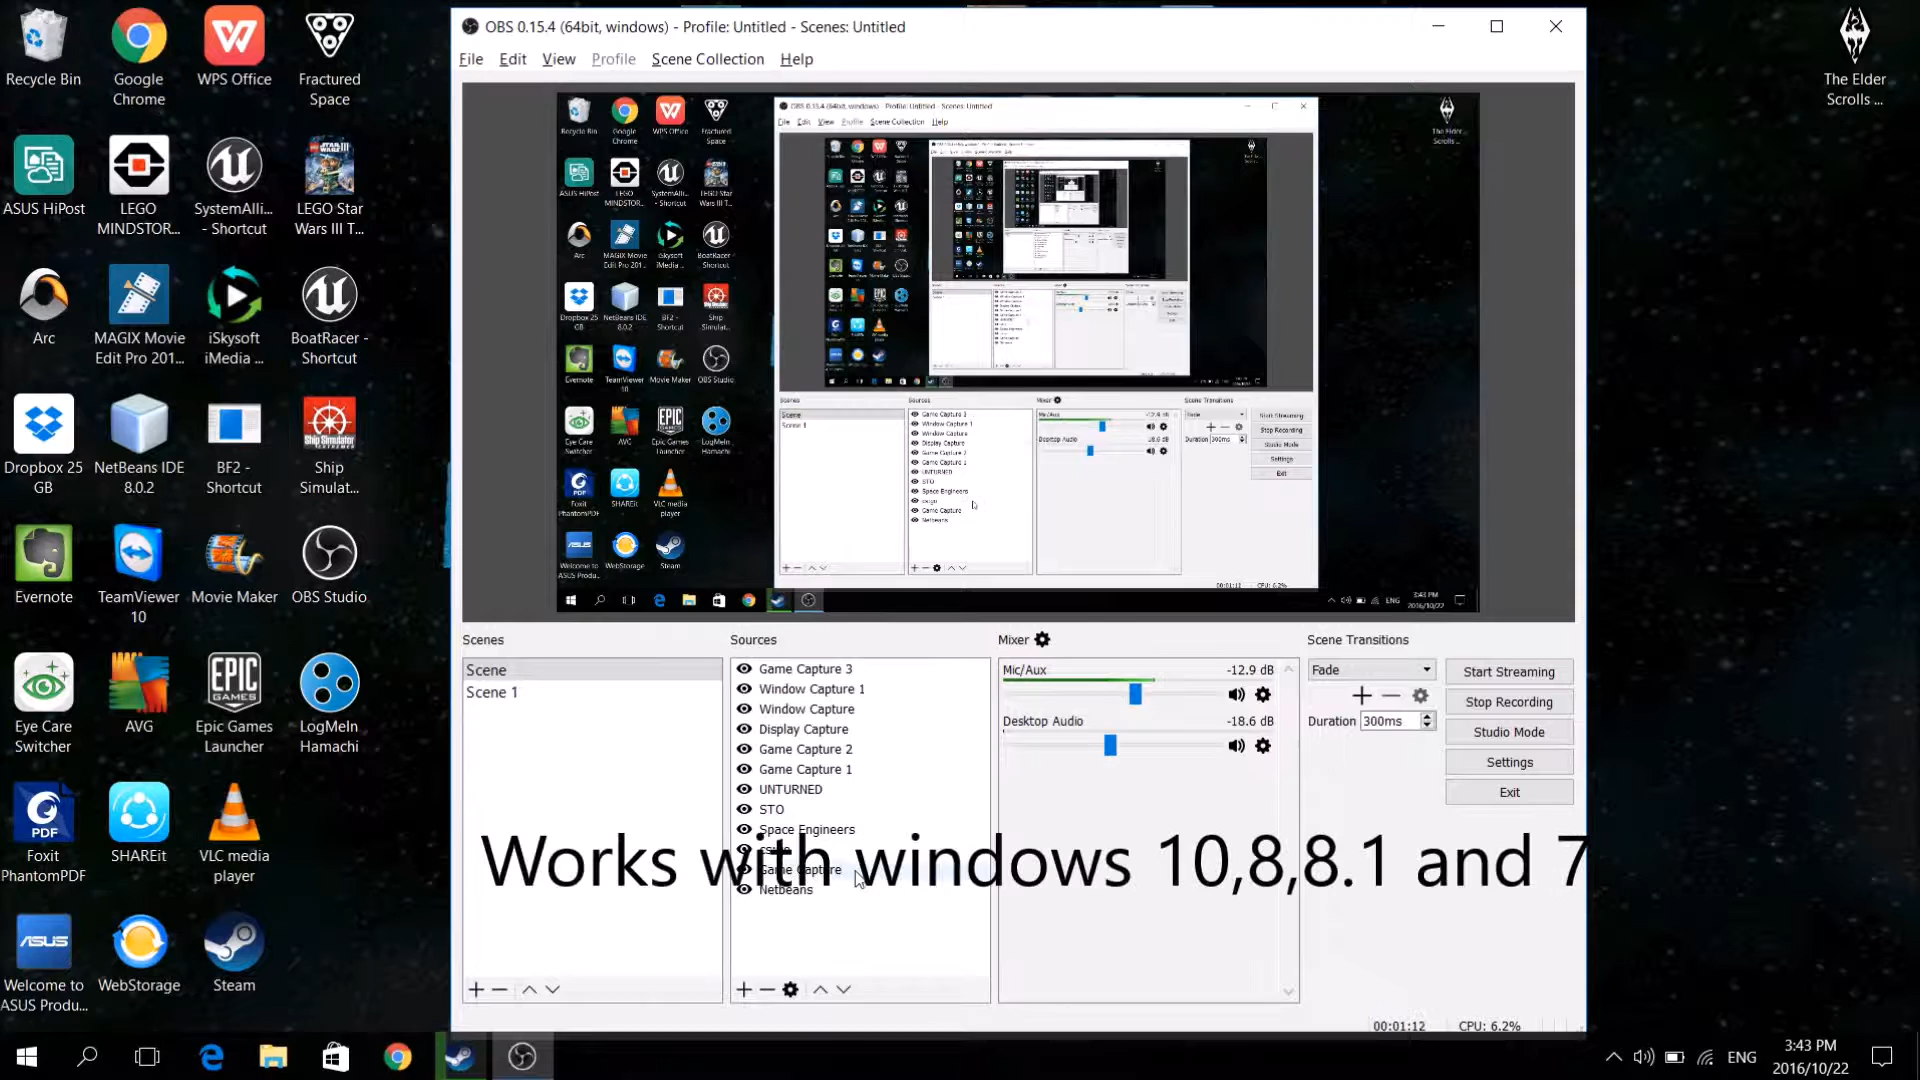 OBS 0.15.4 (64bit, windows) - Profile: Untitled - Scenes: Untitled
File Edit View Profile Scene Collection Help
Recycle Bin
Google Chrome
WPS Office
Fractured Space
The Elder Scrolls ...
ASUS HiPost
LEGO MINDSTOR...
SystemAlli... - Shortcut
LEGO Star Wars III T...
Arc
MAGIX Movie Edit Pro 201...
iSkysoft iMedia ...
BoatRacer - Shortcut
Dropbox 25 GB
NetBeans IDE 8.0.2
BF2 - Shortcut
Ship Simulat...
Evernote
TeamViewer 10
Movie Maker
OBS Studio
Eye Care Switcher
AVG
Epic Games Launcher
LogMeIn Hamachi
Foxit PhantomPDF
SHAREit
VLC media player
Welcome to ASUS Produ...
WebStorage
Steam
Scenes
Scene
Scene 1
Sources
Game Capture 3
Window Capture 1
Window Capture
Display Capture
Game Capture 2
Game Capture 1
UNTURNED
STO
Space Engineers
Game Capture
Netbeans
Mixer
Mic/Aux -12.9 dB
Desktop Audio -18.6 dB
Scene Transitions
Fade
Duration 300ms
Start Streaming
Stop Recording
Studio Mode
Settings
Exit
Works with windows 10,8,8.1 and 7
00:01:12 CPU: 6.2%
ENG
3:43 PM
2016/10/22